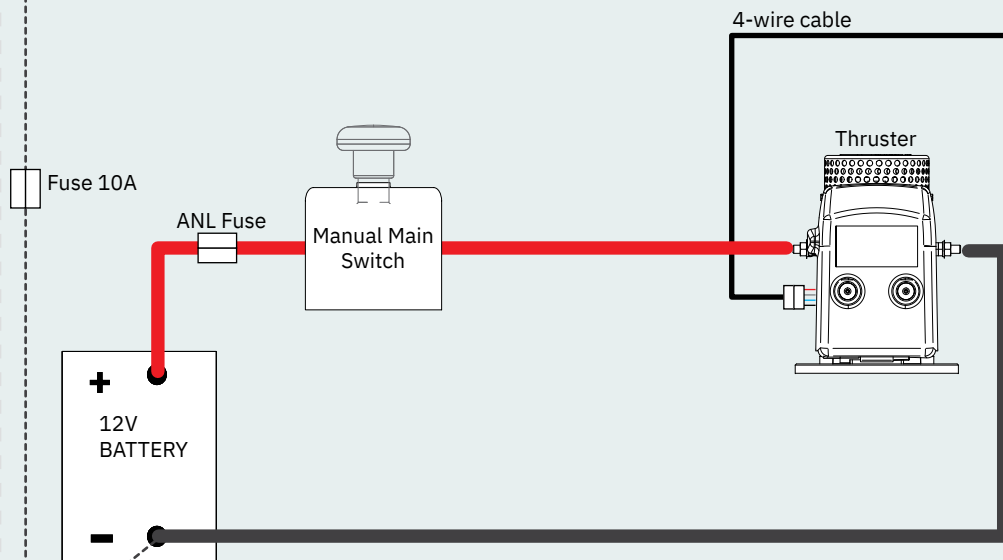 4-wire cable
Thruster
Fuse 10A
ANL Fuse
Manual Main
Switch
+
12V
BATTERY
-